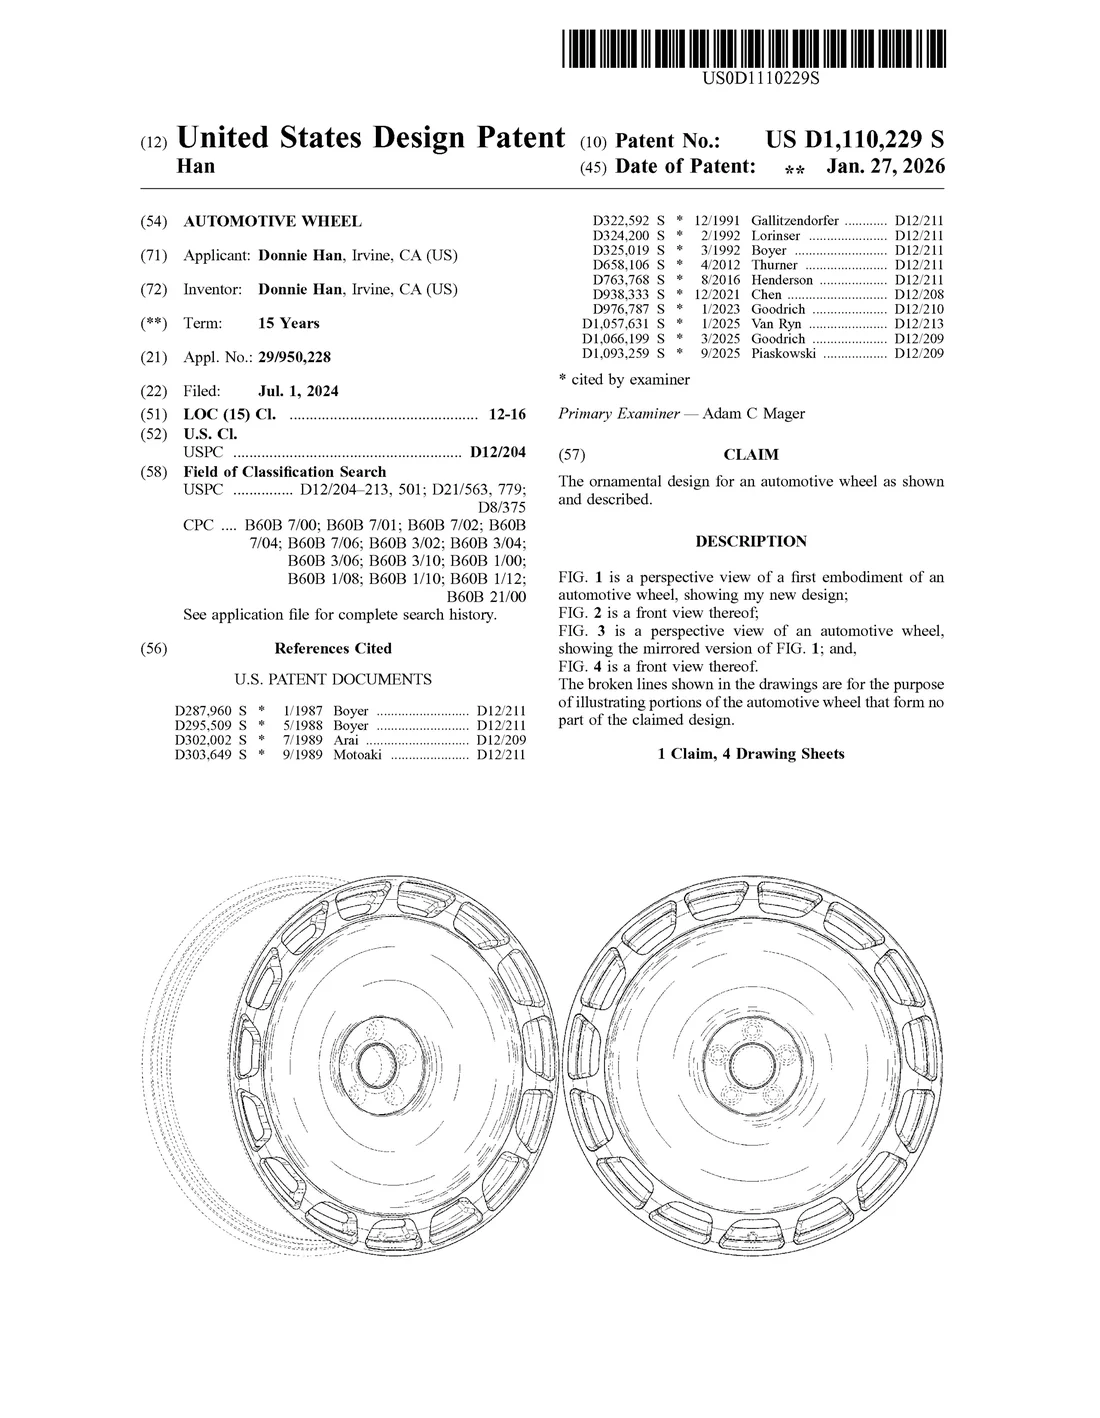 US0D1110229S
(12) United States Design Patent
Han
(10) Patent No.: US D1,110,229 S
(45) Date of Patent: ** Jan. 27, 2026
(54) AUTOMOTIVE WHEEL
(71) Applicant: Donnie Han, Irvine, CA (US)
(72) Inventor: Donnie Han, Irvine, CA (US)
(**) Term: 15 Years
(21) Appl. No.: 29/950,228
(22) Filed: Jul. 1, 2024
(51) LOC (15) Cl. ............................................... 12-16
(52) U.S. Cl.
USPC ......................................................... D12/204
(58) Field of Classification Search
USPC ............... D12/204–213, 501; D21/563, 779;
D8/375
CPC .... B60B 7/00; B60B 7/01; B60B 7/02; B60B
7/04; B60B 7/06; B60B 3/02; B60B 3/04;
B60B 3/06; B60B 3/10; B60B 1/00;
B60B 1/08; B60B 1/10; B60B 1/12;
B60B 21/00
See application file for complete search history.
(56) References Cited
U.S. PATENT DOCUMENTS
D287,960 S * 1/1987 Boyer .......................... D12/211
D295,509 S * 5/1988 Boyer .......................... D12/211
D302,002 S * 7/1989 Arai ............................. D12/209
D303,649 S * 9/1989 Motoaki ...................... D12/211
D322,592 S * 12/1991 Gallitzendorfer ............ D12/211
D324,200 S * 2/1992 Lorinser ...................... D12/211
D325,019 S * 3/1992 Boyer .......................... D12/211
D658,106 S * 4/2012 Thurner ....................... D12/211
D763,768 S * 8/2016 Henderson ................... D12/211
D938,333 S * 12/2021 Chen ............................ D12/208
D976,787 S * 1/2023 Goodrich ..................... D12/210
D1,057,631 S * 1/2025 Van Ryn ...................... D12/213
D1,066,199 S * 3/2025 Goodrich ..................... D12/209
D1,093,259 S * 9/2025 Piaskowski .................. D12/209
* cited by examiner
Primary Examiner — Adam C Mager
(57) CLAIM
The ornamental design for an automotive wheel as shown
and described.
DESCRIPTION
FIG. 1 is a perspective view of a first embodiment of an
automotive wheel, showing my new design;
FIG. 2 is a front view thereof;
FIG. 3 is a perspective view of an automotive wheel,
showing the mirrored version of FIG. 1; and,
FIG. 4 is a front view thereof.
The broken lines shown in the drawings are for the purpose
of illustrating portions of the automotive wheel that form no
part of the claimed design.
1 Claim, 4 Drawing Sheets